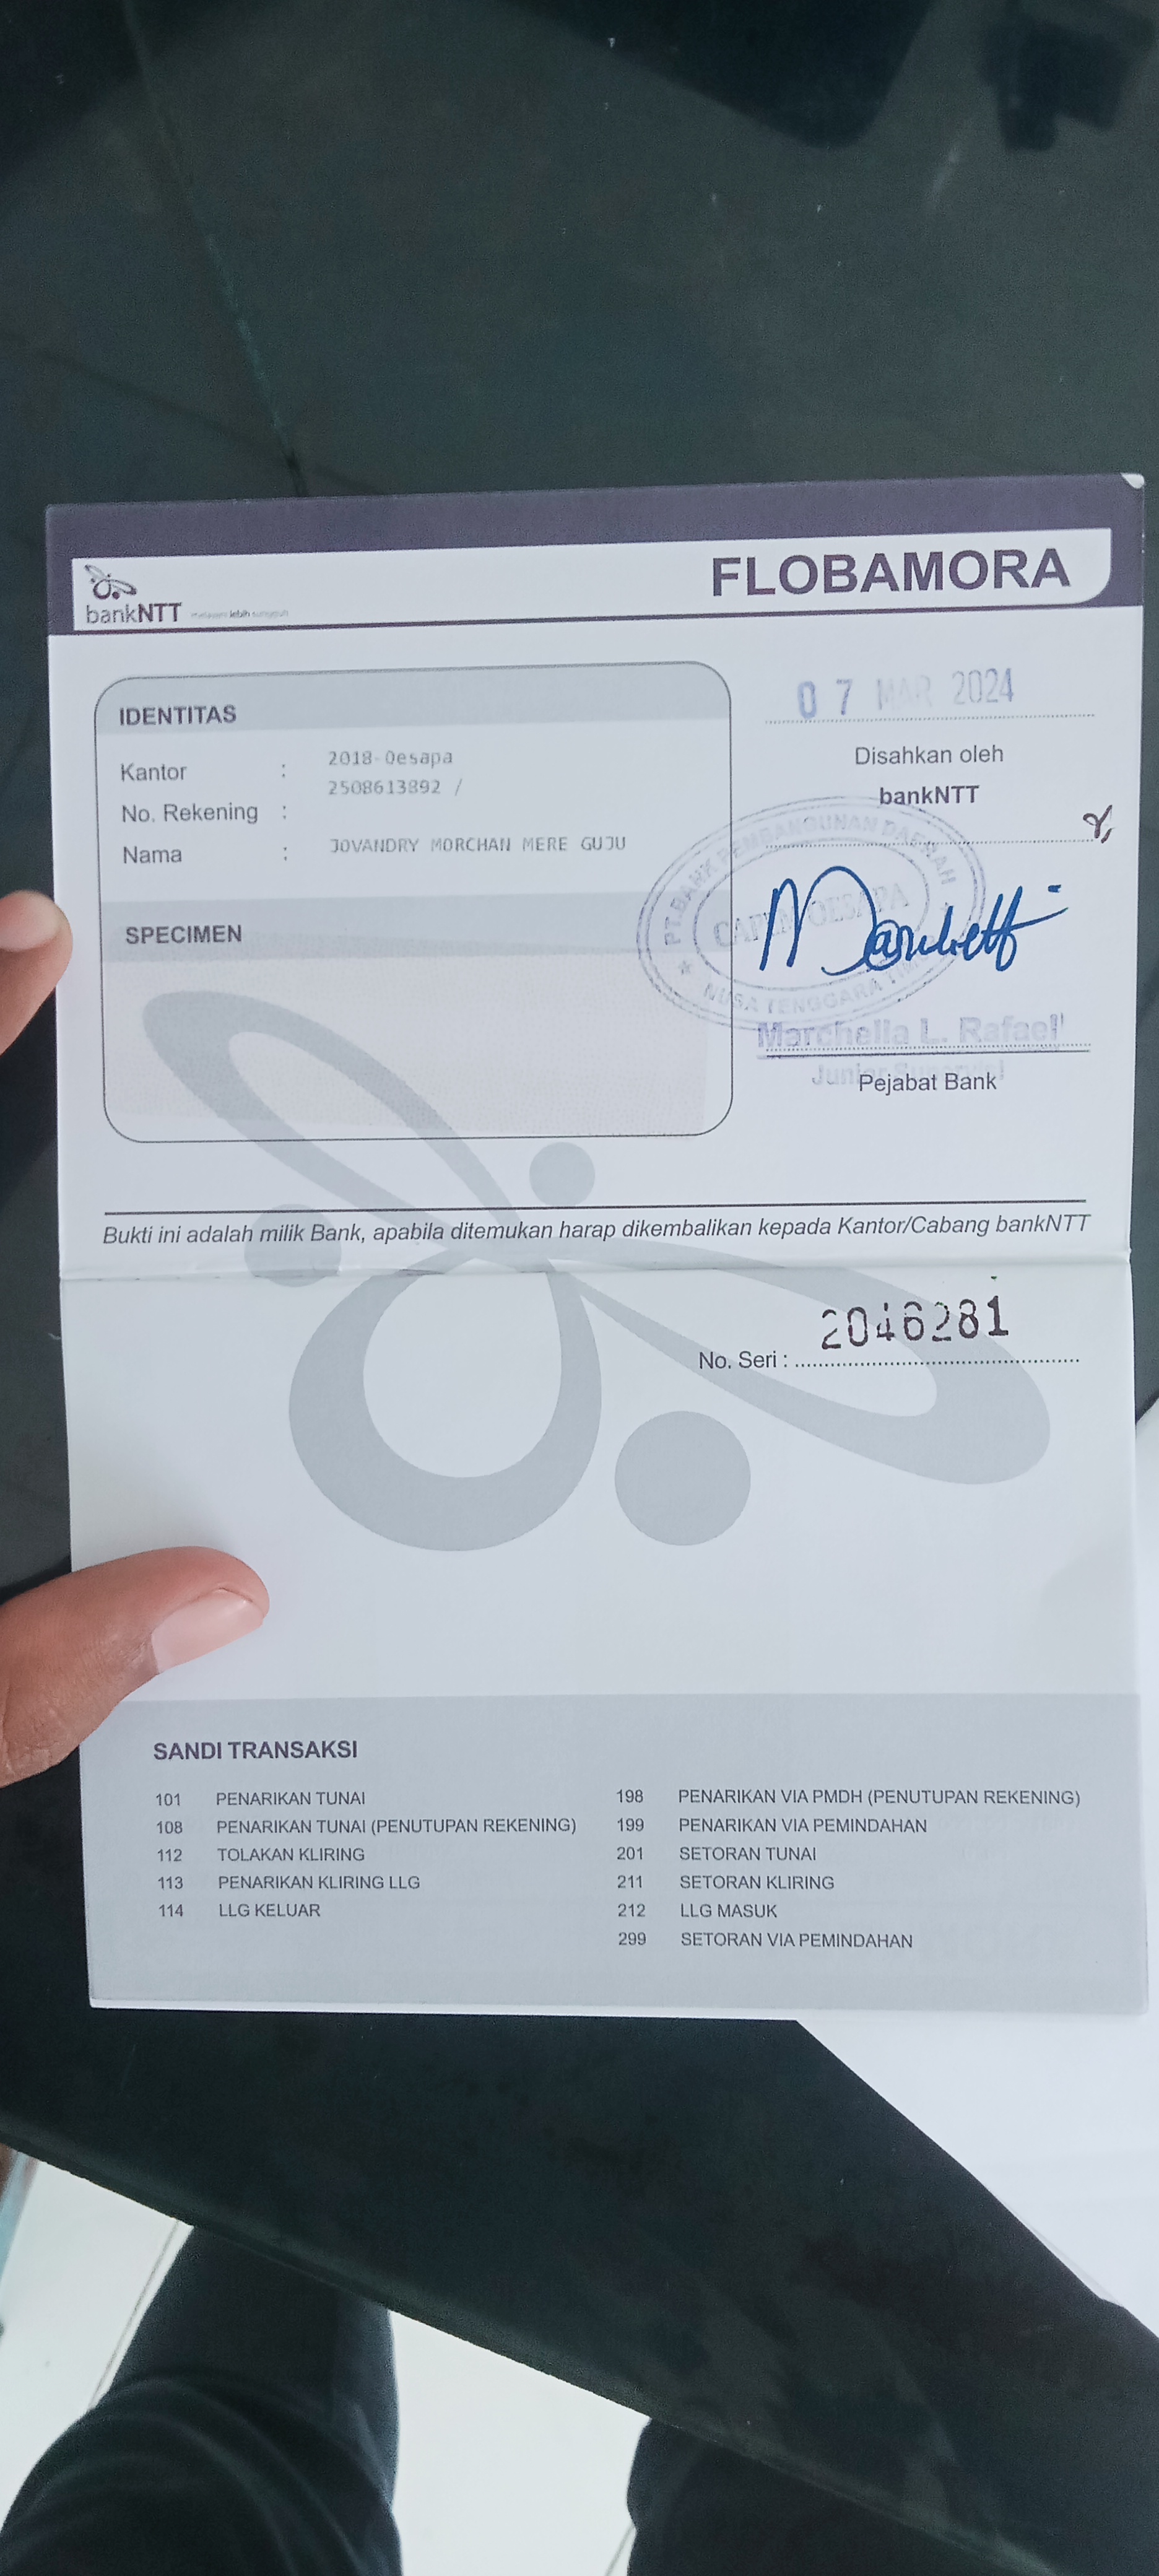 FLOBAMORA
bankNTT melayani lebih sungguh
07 MAR 2024
Disahkan oleh
bankNTT
IDENTITAS
Kantor : 2018-Oesapa
No. Rekening : 2508613892 /
Nama : JOVANDRY MORCHAN MERE GUJU
SPECIMEN
PT.BANK PEMBANGUNAN DAERAH
CAPEM OESAPA
NUSA TENGGARA TIMUR
Marchella L. Rafael
Junior
Pejabat Bank
Bukti ini adalah milik Bank, apabila ditemukan harap dikembalikan kepada Kantor/Cabang bankNTT
2046281
No. Seri :
SANDI TRANSAKSI
101 PENARIKAN TUNAI
108 PENARIKAN TUNAI (PENUTUPAN REKENING)
112 TOLAKAN KLIRING
113 PENARIKAN KLIRING LLG
114 LLG KELUAR
198 PENARIKAN VIA PMDH (PENUTUPAN REKENING)
199 PENARIKAN VIA PEMINDAHAN
201 SETORAN TUNAI
211 SETORAN KLIRING
212 LLG MASUK
299 SETORAN VIA PEMINDAHAN